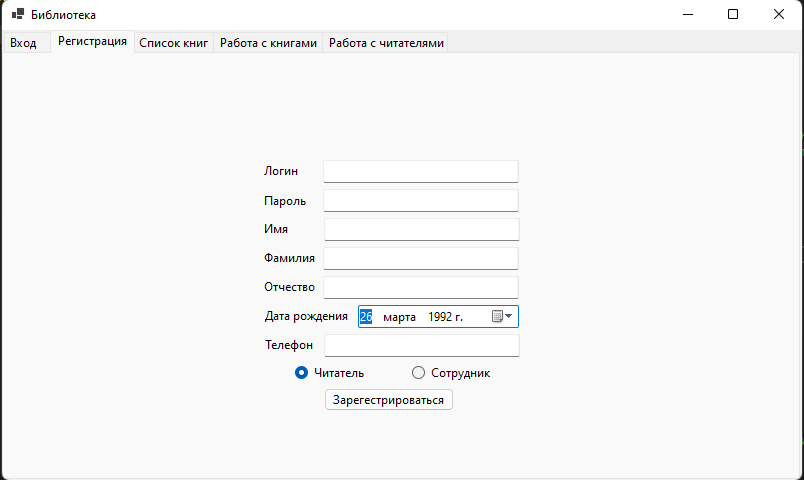 Библиотека
Вход Регистрация Список книг Работа с книгами Работа с читателями
Логин
Пароль
Имя
Фамилия
Отчество
Дата рождения 26 марта 1992 г.
Телефон
Читатель Сотрудник
Зарегестрироваться